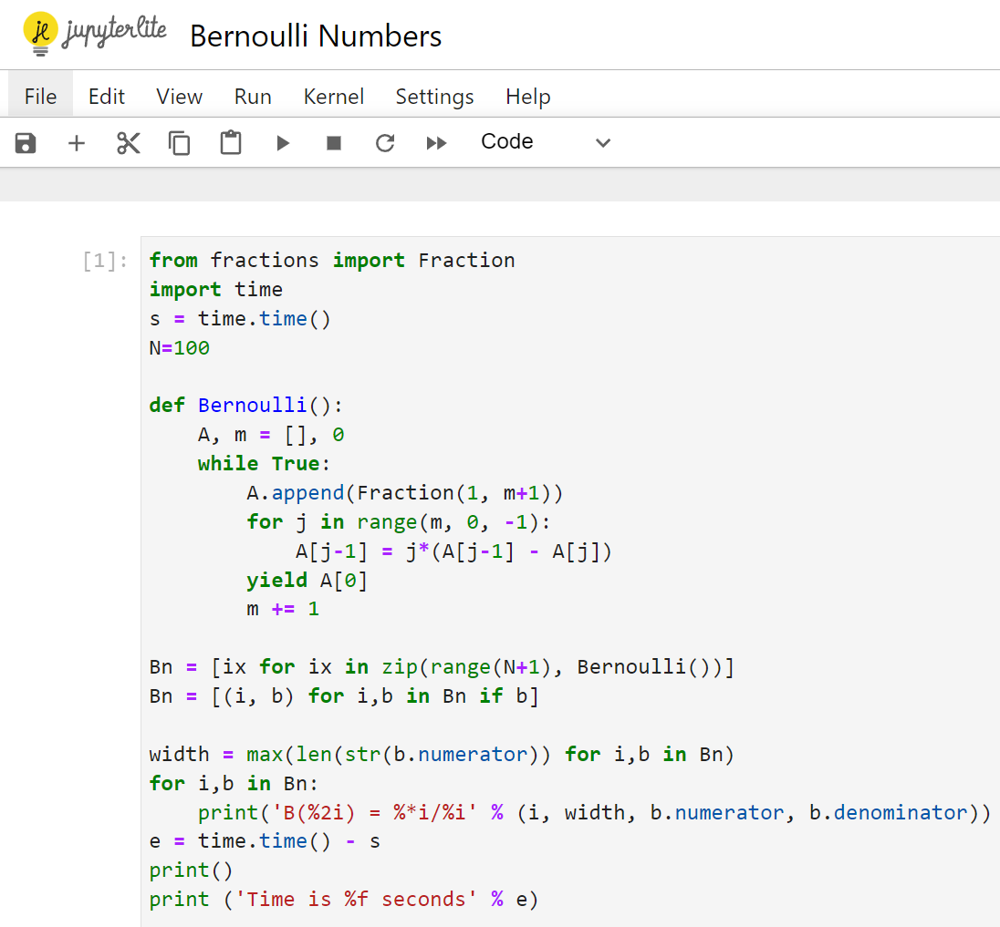 jupyterlite Bernoulli Numbers
File Edit View Run Kernel Settings Help
Code
[1]: from fractions import Fraction
import time
s = time.time()
N=100

def Bernoulli():
    A, m = [], 0
    while True:
        A.append(Fraction(1, m+1))
        for j in range(m, 0, -1):
            A[j-1] = j*(A[j-1] - A[j])
        yield A[0]
        m += 1

Bn = [ix for ix in zip(range(N+1), Bernoulli())]
Bn = [(i, b) for i,b in Bn if b]

width = max(len(str(b.numerator)) for i,b in Bn)
for i,b in Bn:
    print('B(%2i) = %*i/%i' % (i, width, b.numerator, b.denominator))
e = time.time() - s
print()
print ('Time is %f seconds' % e)